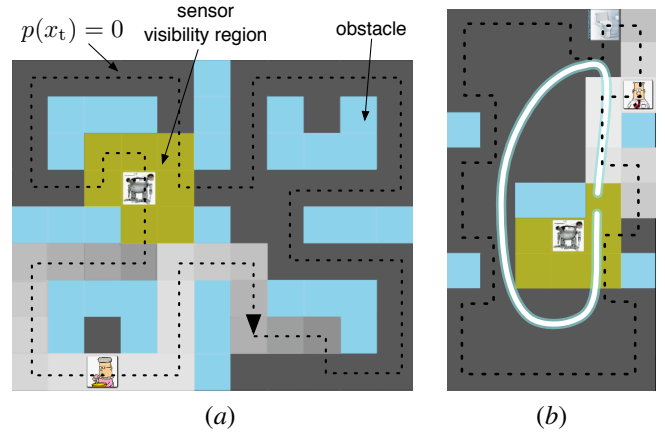 p(xₜ) = 0
sensor
visibility region
obstacle
(a)
(b)